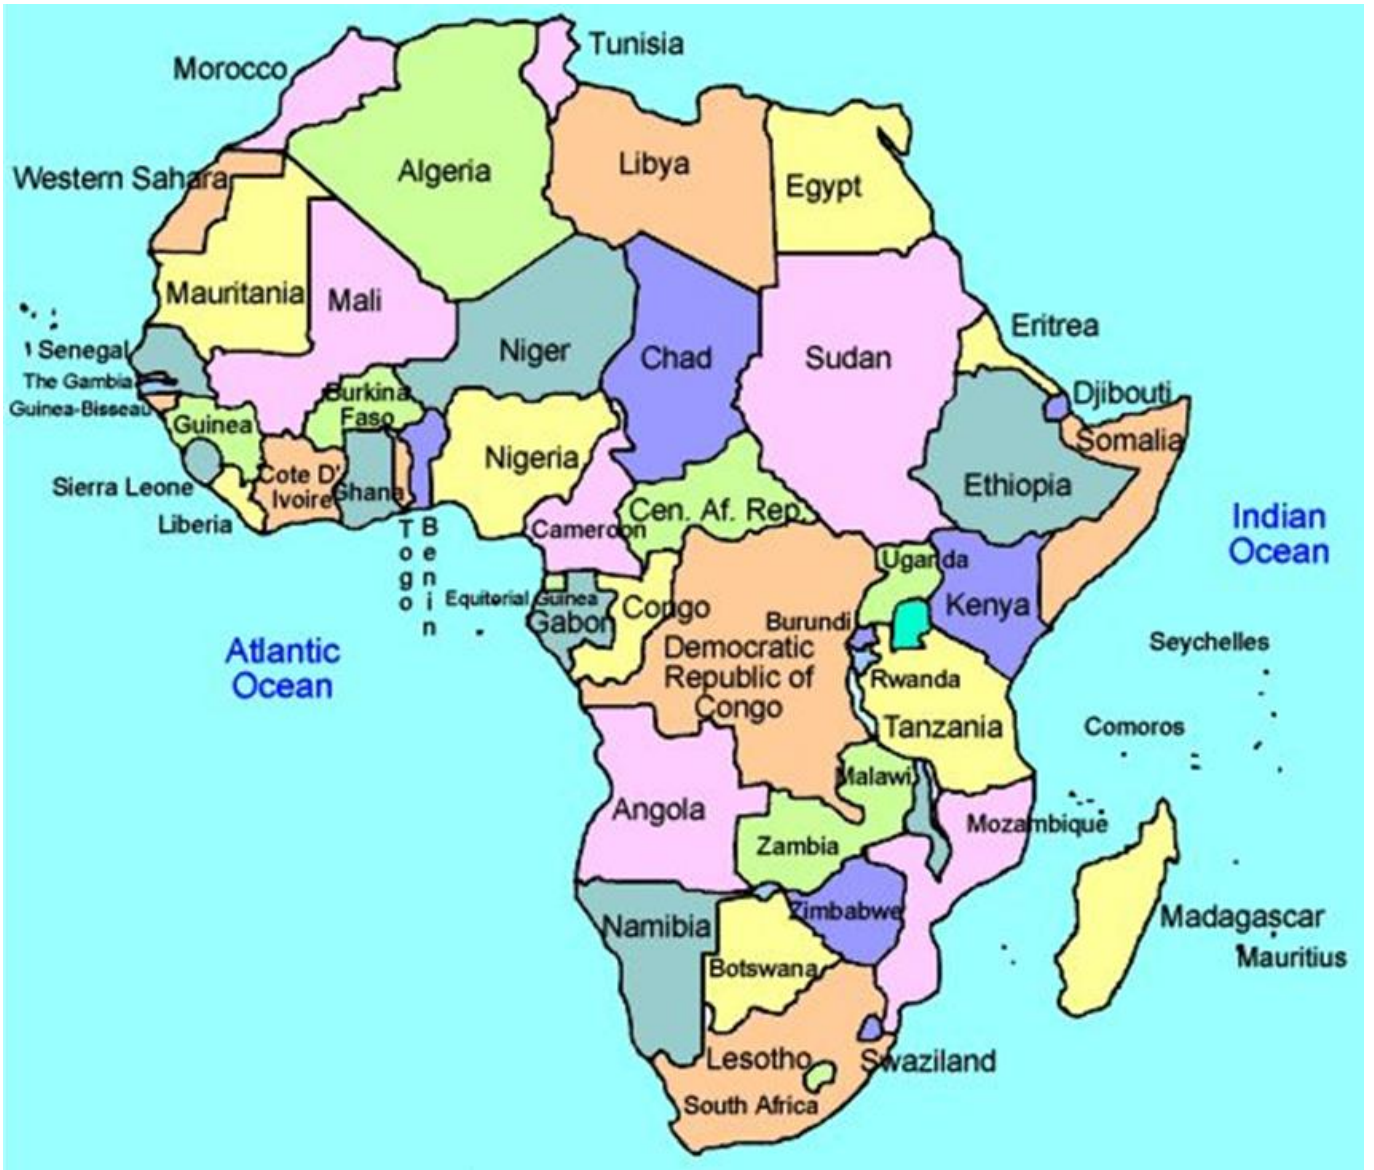 Tunisia
Morocco
Algeria
Libya
Egypt
Western Sahara
Mauritania
Mali
Niger
Chad
Sudan
Eritrea
Senegal
The Gambia
Guinea-Bisseau
Djibouti
Burkina
Faso
Guinea
Somalia
Nigeria
Cote D'
Ivoire
Ghana
Ethiopia
Sierra Leone
Liberia
Cen. Af. Rep.
Cameroon
Indian
Ocean
Togo
Benin
Uganda
Equitorial Guinea
Gabon
Congo
Kenya
Burundi
Democratic
Republic of
Congo
Atlantic
Ocean
Seychelles
Rwanda
Tanzania
Comoros
Malawi
Angola
Mozambique
Zambia
Zimbabwe
Namibia
Madagascar
Mauritius
Botswana
Lesotho
Swaziland
South Africa